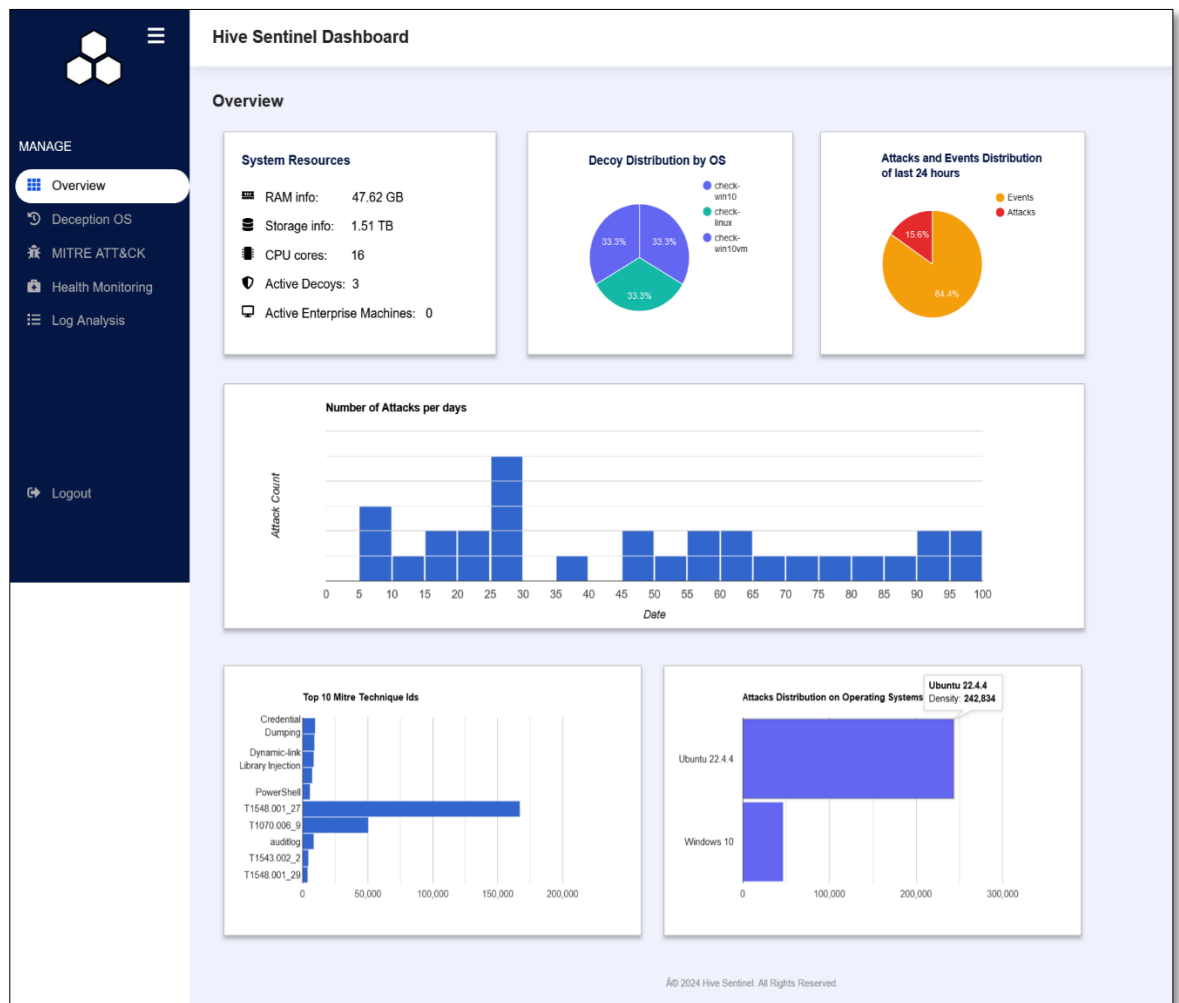 Hive Sentinel Dashboard
MANAGE
Overview
Deception OS
MITRE ATT&CK
Health Monitoring
Log Analysis
Logout
Overview
System Resources
RAM info: 47.62 GB
Storage info: 1.51 TB
CPU cores: 16
Active Decoys: 3
Active Enterprise Machines: 0
Decoy Distribution by OS
33.3% 33.3%
33.3%
check-
win10
check-
linux
check-
win10vm
Attacks and Events Distribution
of last 24 hours
15.6%
84.4%
Events
Attacks
Number of Attacks per days
Attack Count
0 5 10 15 20 25 30 35 40 45 50 55 60 65 70 75 80 85 90 95 100
Date
Top 10 Mitre Technique Ids
Credential
Dumping
Dynamic-link
Library Injection
PowerShell
T1548.001_27
T1070.006_9
auditlog
T1543.002_2
T1548.001_29
0 50,000 100,000 150,000 200,000
Attacks Distribution on Operating Systems
Ubuntu 22.4.4
Density: 242,834
Ubuntu 22.4.4
Windows 10
0 100,000 200,000 300,000
Â© 2024 Hive Sentinel. All Rights Reserved.